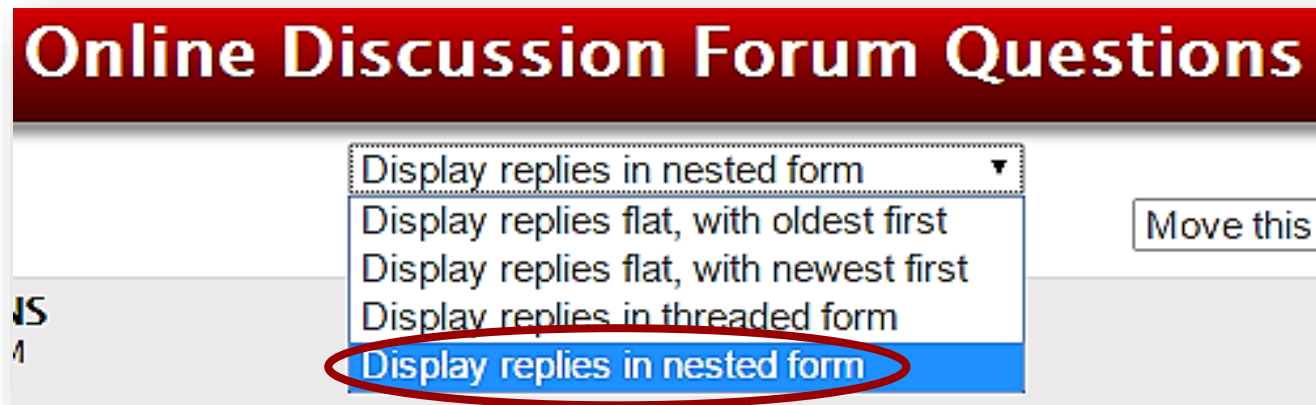 Online Discussion Forum Questions
Display replies in nested form
Display replies flat, with oldest first
Move this
Display replies flat, with newest first
Display replies in threaded form
Display replies in nested form